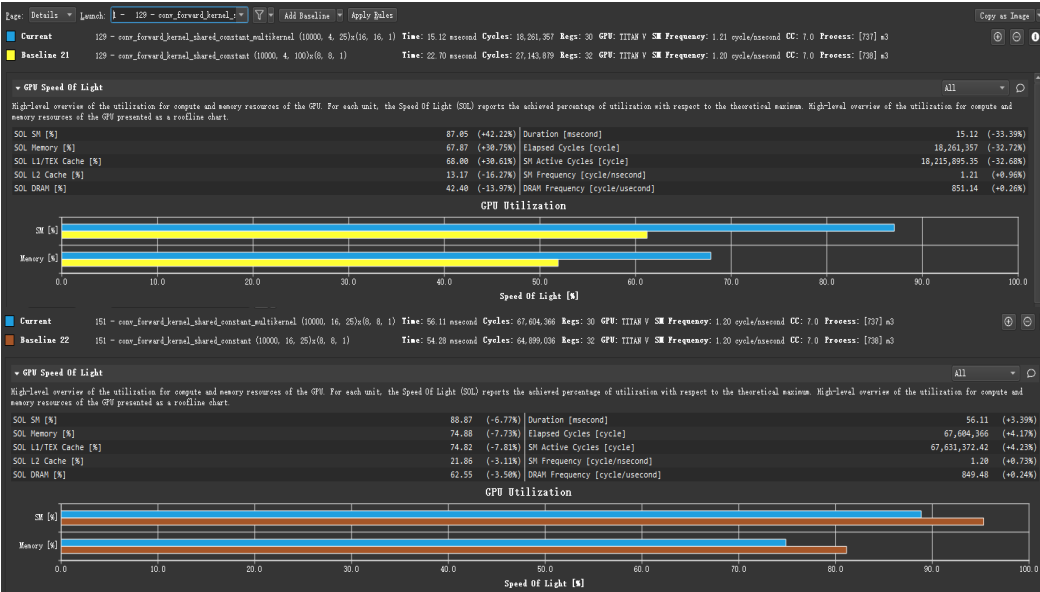 Page: Details Launch: 1 - 129 - conv_forward_kernel_s Add Baseline Apply Rules Copy as Image
Current 129 - conv_forward_kernel_shared_constant_multikernel (10000, 4, 25)x(16, 16, 1) Time: 15.12 msecond Cycles: 18,261,357 Regs: 30 GPU: TITAN V SM Frequency: 1.21 cycle/nsecond CC: 7.0 Process: [737] m3
Baseline 21 129 - conv_forward_kernel_shared_constant (10000, 4, 100)x(8, 8, 1) Time: 22.70 msecond Cycles: 27,143,879 Regs: 32 GPU: TITAN V SM Frequency: 1.20 cycle/nsecond CC: 7.0 Process: [738] m3
GPU Speed Of Light All
High-level overview of the utilization for compute and memory resources of the GPU. For each unit, the Speed Of Light (SOL) reports the achieved percentage of utilization with respect to the theoretical maximum. High-level overview of the utilization for compute and
memory resources of the GPU presented as a roofline chart.
SOL SM [%] 87.05 (+42.22%) Duration [msecond] 15.12 (-33.39%)
SOL Memory [%] 67.87 (+30.75%) Elapsed Cycles [cycle] 18,261,357 (-32.72%)
SOL L1/TEX Cache [%] 68.00 (+30.61%) SM Active Cycles [cycle] 18,215,895.35 (-32.68%)
SOL L2 Cache [%] 13.17 (-16.27%) SM Frequency [cycle/nsecond] 1.21 (+0.96%)
SOL DRAM [%] 42.40 (-13.97%) DRAM Frequency [cycle/usecond] 851.14 (+0.26%)
GPU Utilization
SM [%]
Memory [%]
0.0 10.0 20.0 30.0 40.0 50.0 60.0 70.0 80.0 90.0 100.0
Speed Of Light [%]
Current 151 - conv_forward_kernel_shared_constant_multikernel (10000, 16, 25)x(8, 8, 1) Time: 56.11 msecond Cycles: 67,604,366 Regs: 30 GPU: TITAN V SM Frequency: 1.20 cycle/nsecond CC: 7.0 Process: [737] m3
Baseline 22 151 - conv_forward_kernel_shared_constant (10000, 16, 25)x(8, 8, 1) Time: 54.28 msecond Cycles: 64,899,036 Regs: 32 GPU: TITAN V SM Frequency: 1.20 cycle/nsecond CC: 7.0 Process: [738] m3
GPU Speed Of Light All
High-level overview of the utilization for compute and memory resources of the GPU. For each unit, the Speed Of Light (SOL) reports the achieved percentage of utilization with respect to the theoretical maximum. High-level overview of the utilization for compute and
memory resources of the GPU presented as a roofline chart.
SOL SM [%] 88.87 (-6.77%) Duration [msecond] 56.11 (+3.39%)
SOL Memory [%] 74.88 (-7.73%) Elapsed Cycles [cycle] 67,604,366 (+4.17%)
SOL L1/TEX Cache [%] 74.82 (-7.81%) SM Active Cycles [cycle] 67,631,372.42 (+4.23%)
SOL L2 Cache [%] 21.86 (-3.11%) SM Frequency [cycle/nsecond] 1.20 (+0.73%)
SOL DRAM [%] 62.55 (-3.50%) DRAM Frequency [cycle/usecond] 849.48 (+0.24%)
GPU Utilization
SM [%]
Memory [%]
0.0 10.0 20.0 30.0 40.0 50.0 60.0 70.0 80.0 90.0 100.0
Speed Of Light [%]